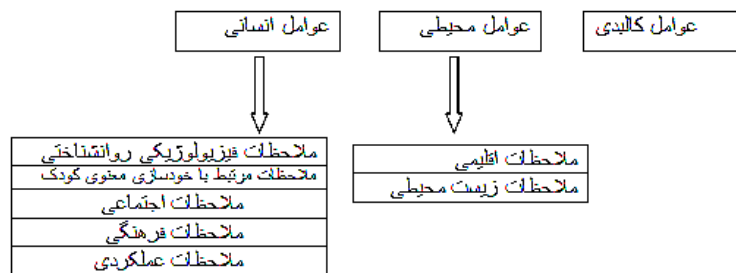 عوامل کالبدی
عوامل محیطی
عوامل انسانی
ملاحظات اقلیمی
ملاحظات زیست محیطی
ملاحظات فیزیولوژیکی روانشناختی
ملاحظات مرتبط با خودسازی معنوی کودک
ملاحظات اجتماعی
ملاحظات فرهنگی
ملاحظات عملکردی